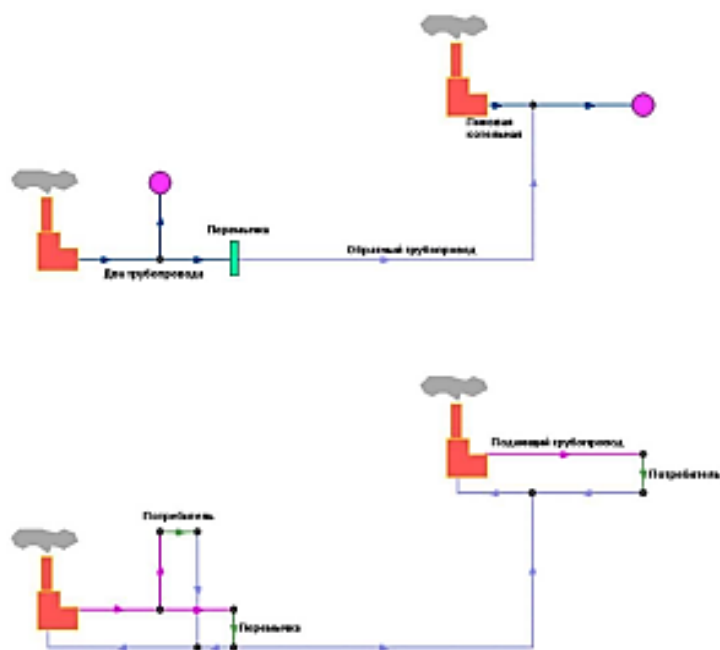 Пиковая
котельная
Перемычка
Обратный трубопровод
Два трубопровода
Подающий трубопровод
Потребитель
Потребитель
Перемычка